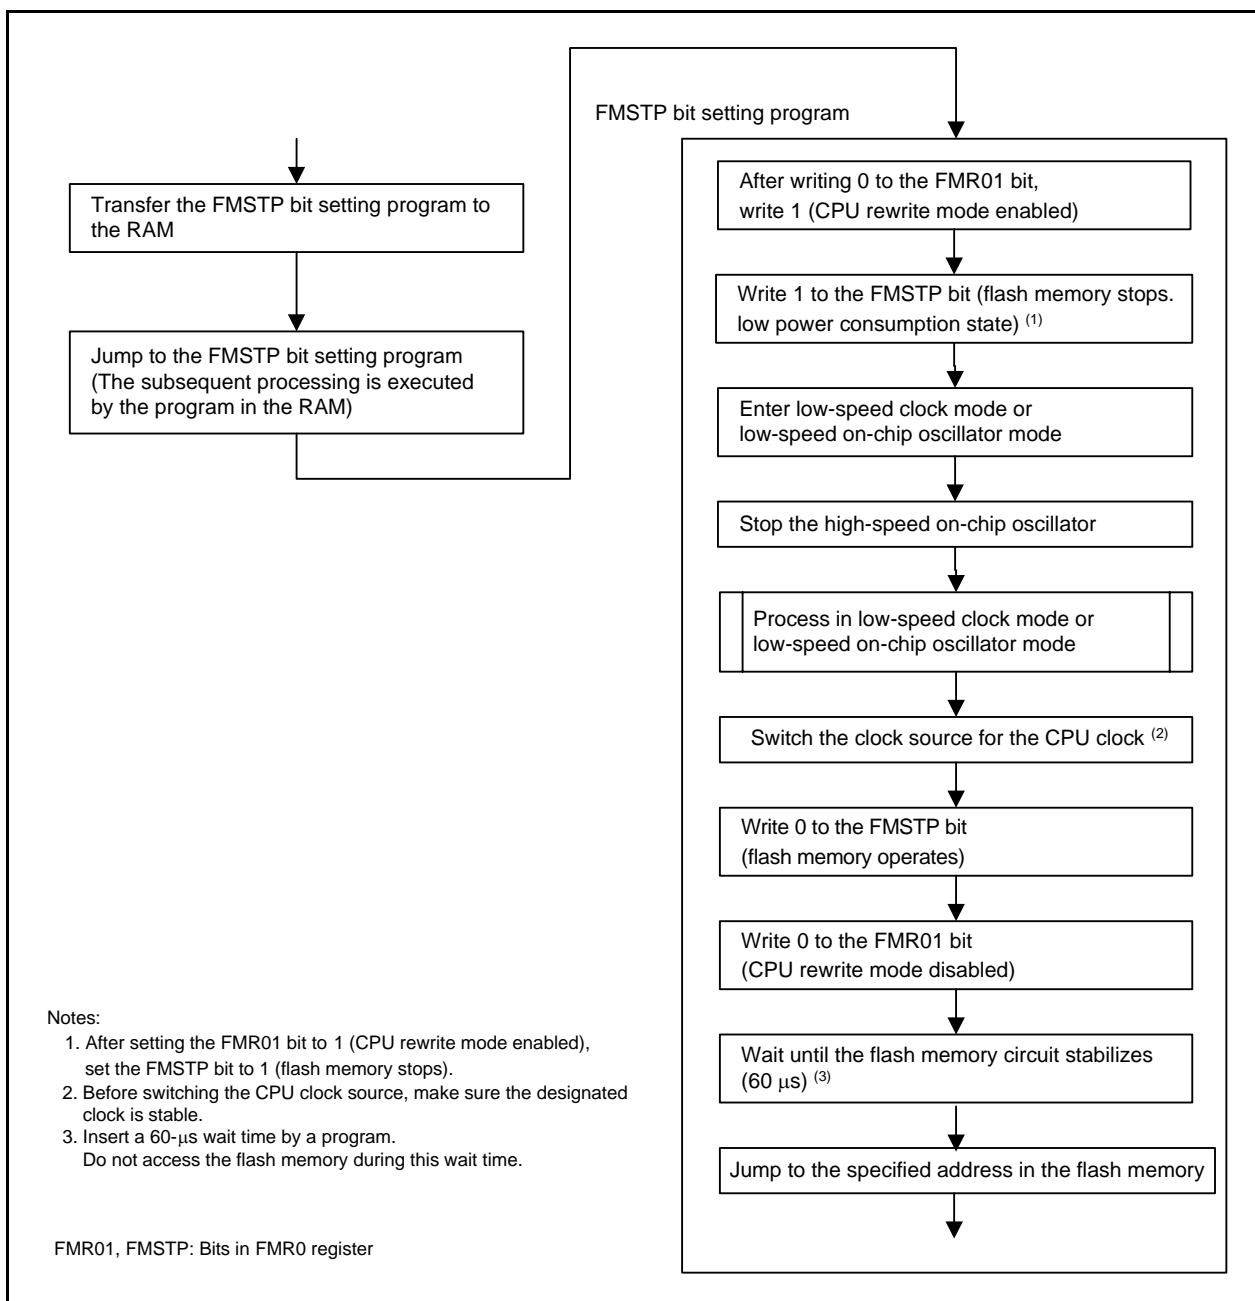 Transfer the FMSTP bit setting program to
the RAM
Jump to the FMSTP bit setting program
(The subsequent processing is executed
by the program in the RAM)
FMSTP bit setting program
After writing 0 to the FMR01 bit,
write 1 (CPU rewrite mode enabled)
Write 1 to the FMSTP bit (flash memory stops.
low power consumption state) (1)
Enter low-speed clock mode or
low-speed on-chip oscillator mode
Stop the high-speed on-chip oscillator
Process in low-speed clock mode or
low-speed on-chip oscillator mode
Switch the clock source for the CPU clock (2)
Write 0 to the FMSTP bit
(flash memory operates)
Write 0 to the FMR01 bit
(CPU rewrite mode disabled)
Wait until the flash memory circuit stabilizes
(60 μs) (3)
Jump to the specified address in the flash memory
Notes:
1. After setting the FMR01 bit to 1 (CPU rewrite mode enabled),
set the FMSTP bit to 1 (flash memory stops).
2. Before switching the CPU clock source, make sure the designated
clock is stable.
3. Insert a 60-μs wait time by a program.
Do not access the flash memory during this wait time.
FMR01, FMSTP: Bits in FMR0 register